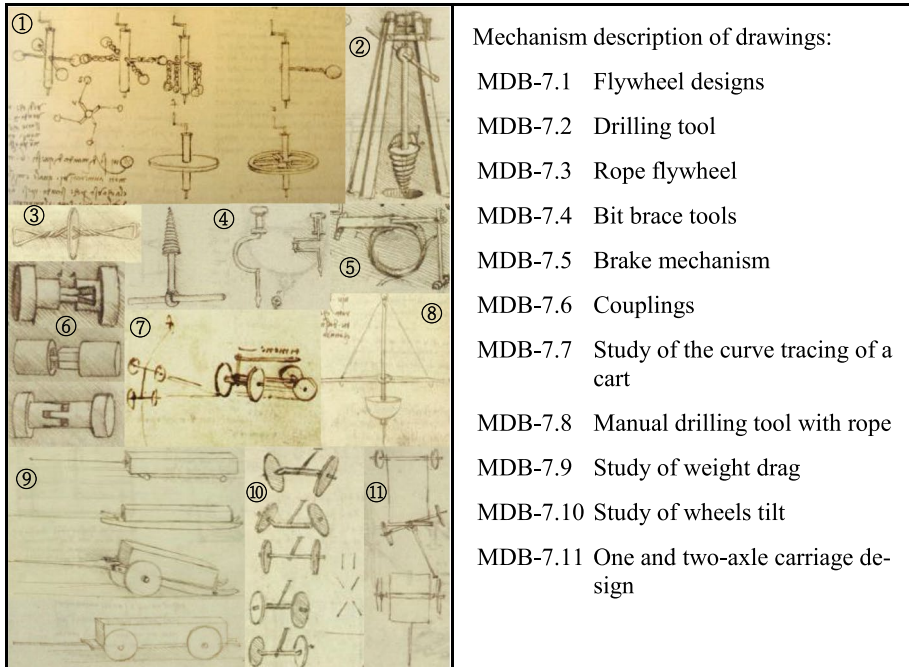 ①
②
③
④
⑤
⑥
⑦
⑧
⑨
⑩
⑪
Mechanism description of drawings:
MDB-7.1 Flywheel designs
MDB-7.2 Drilling tool
MDB-7.3 Rope flywheel
MDB-7.4 Bit brace tools
MDB-7.5 Brake mechanism
MDB-7.6 Couplings
MDB-7.7 Study of the curve tracing of a
cart
MDB-7.8 Manual drilling tool with rope
MDB-7.9 Study of weight drag
MDB-7.10 Study of wheels tilt
MDB-7.11 One and two-axle carriage de-
sign